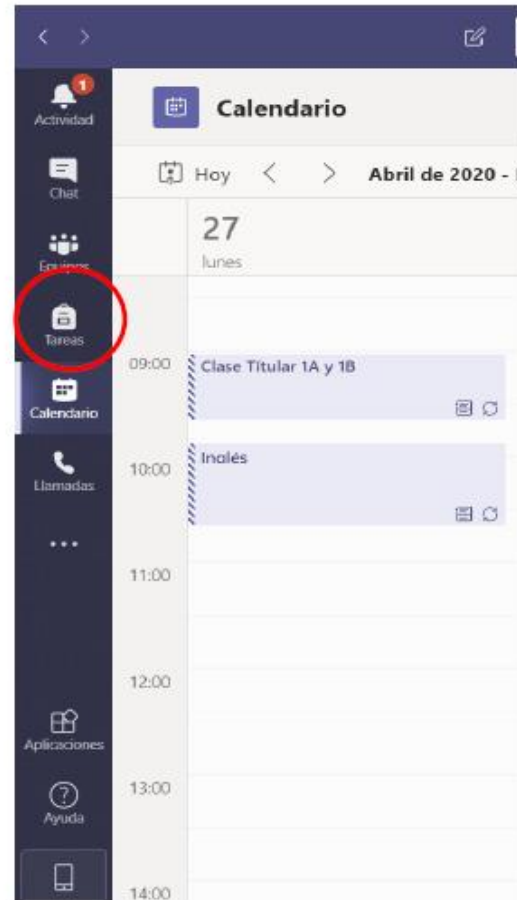 1
Actividad
Chat
Equipos
Tareas
Calendario
Llamadas
...
Aplicaciones
Ayuda
Calendario
Hoy < > Abril de 2020 -
27
lunes
09:00 Clase Titular 1A y 1B
10:00 Inglés
11:00
12:00
13:00
14:00